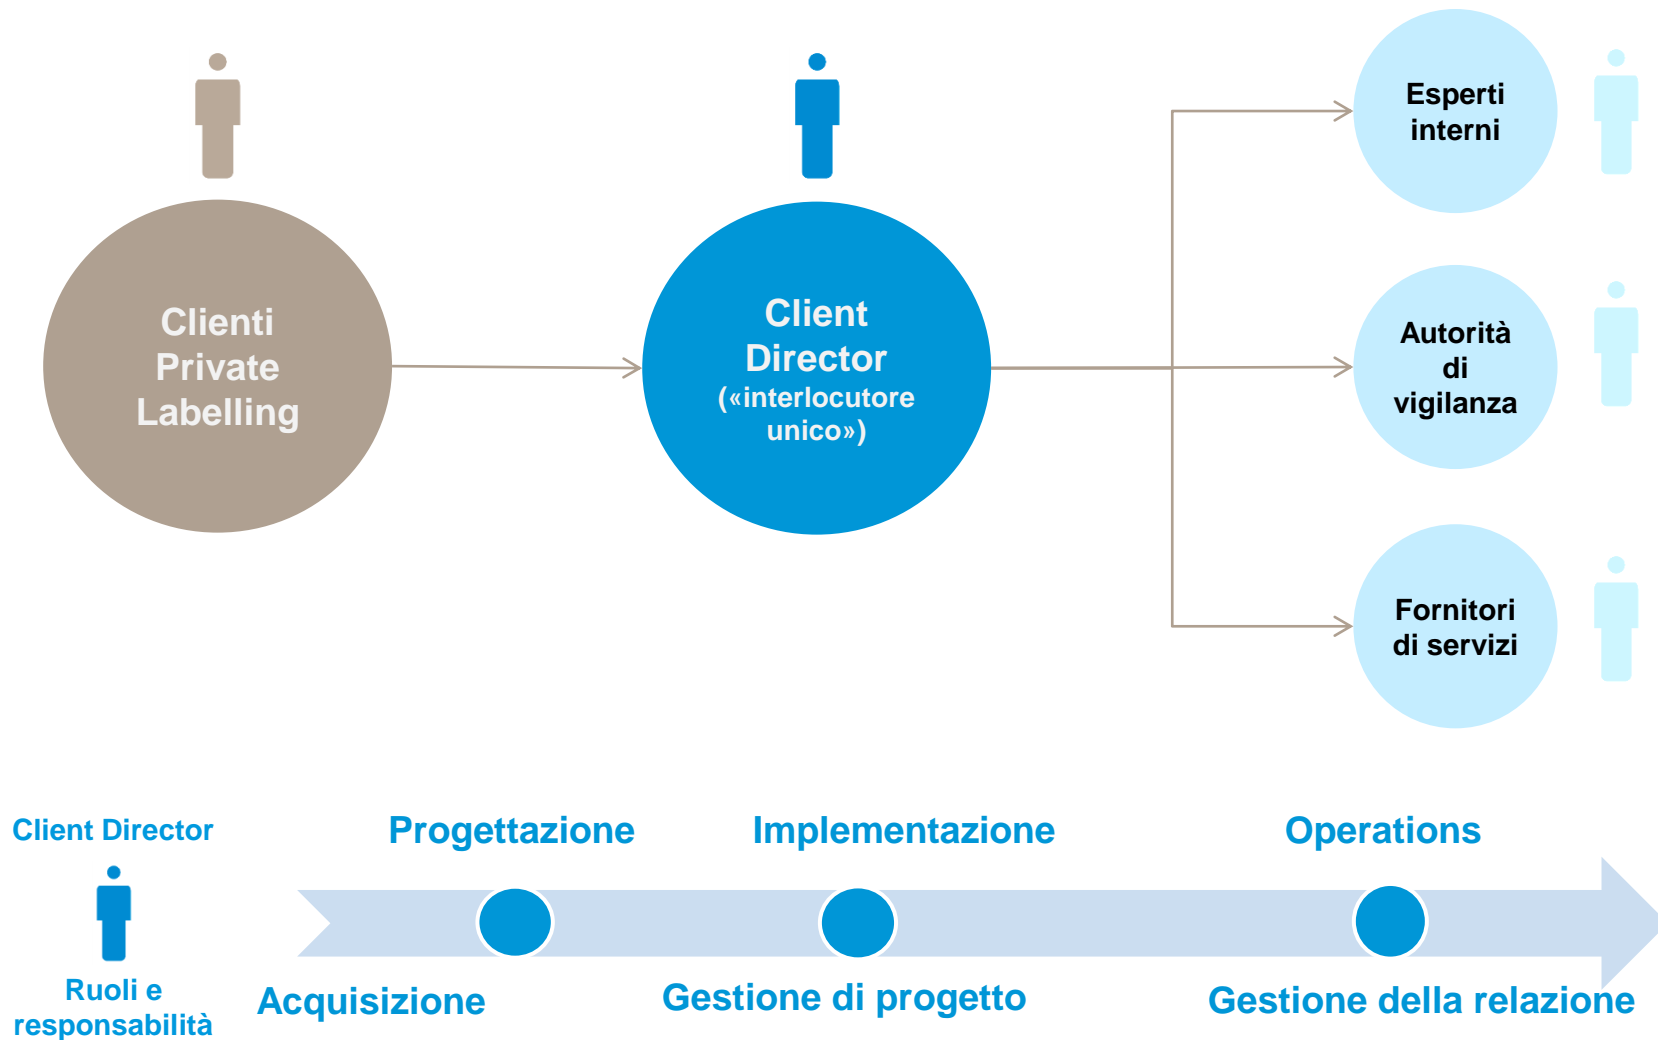 Clienti
Private
Labelling
Client
Director
(«interlocutore
unico»)
Esperti
interni
Autorità
di
vigilanza
Fornitori
di servizi
Client Director
Ruoli e
responsabilità
Progettazione
Implementazione
Operations
Acquisizione
Gestione di progetto
Gestione della relazione